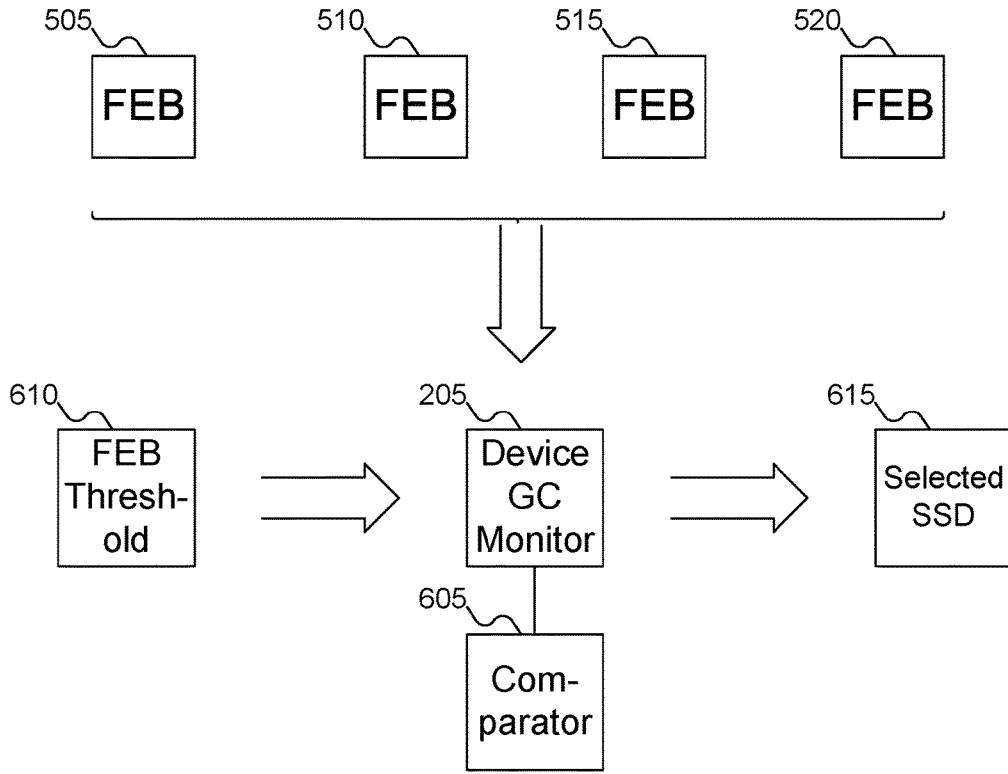 505 510 515 520
FEB FEB FEB FEB
610 205 615
FEB
Thresh-
old
Device
GC
Monitor
Selected
SSD
605
Com-
parator